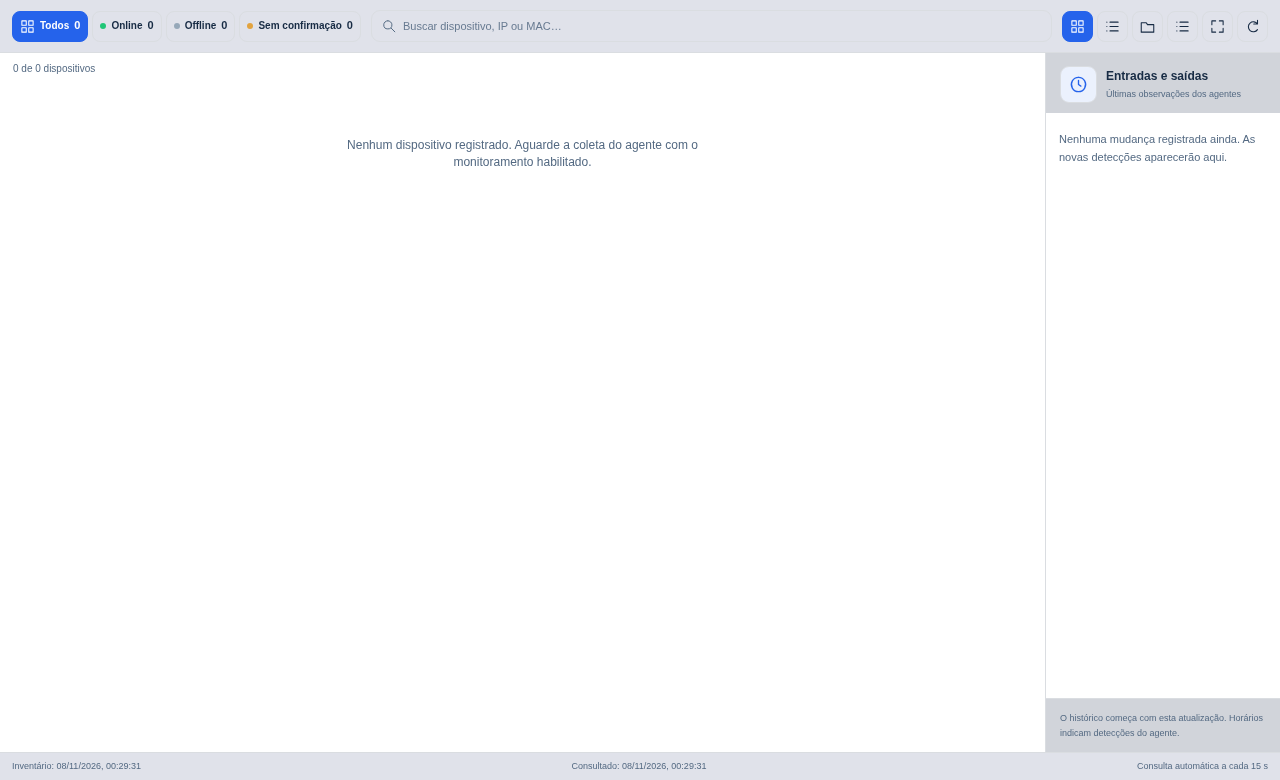 Todos 0 Online 0 Offline 0 Sem confirmação 0 Buscar dispositivo, IP ou MAC…
0 de 0 dispositivos
Nenhum dispositivo registrado. Aguarde a coleta do agente com o
monitoramento habilitado.
Entradas e saídas
Últimas observações dos agentes
Nenhuma mudança registrada ainda. As
novas detecções aparecerão aqui.
O histórico começa com esta atualização. Horários
indicam detecções do agente.
Inventário: 08/11/2026, 00:29:31 Consultado: 08/11/2026, 00:29:31 Consulta automática a cada 15 s